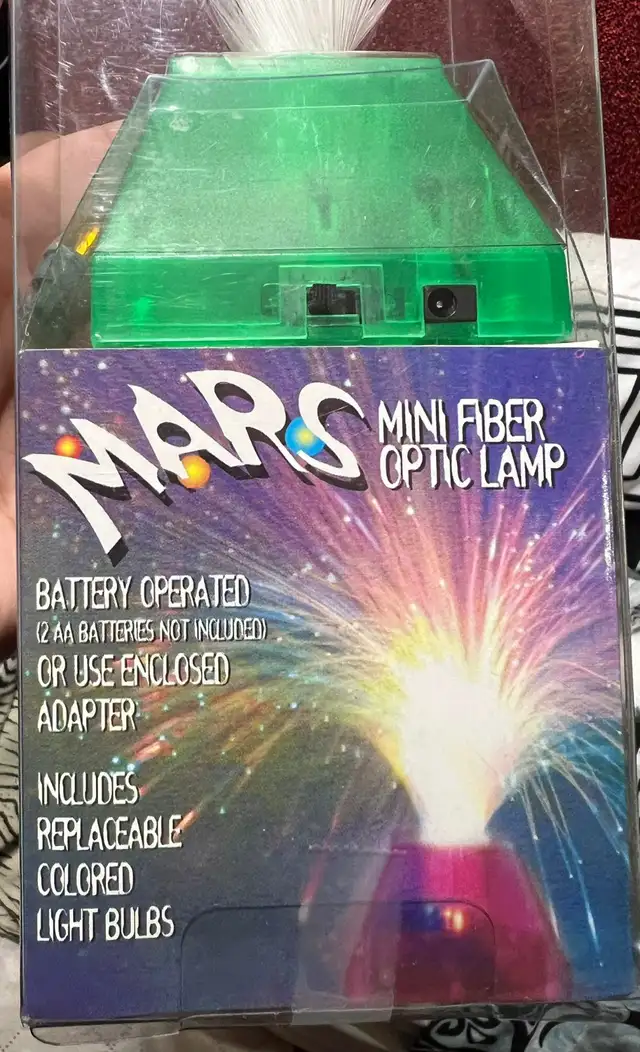 MARS
MINI FIBER
OPTIC LAMP
BATTERY OPERATED
(2 AA BATTERIES NOT INCLUDED)
OR USE ENCLOSED
ADAPTER
INCLUDES
REPLACEABLE
COLORED
LIGHT BULBS